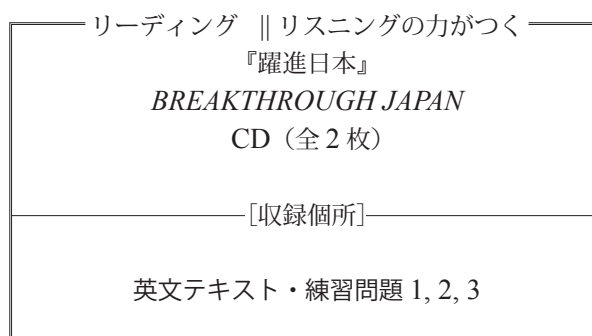 リーディング ‖ リスニングの力がつく
『躍進日本』
BREAKTHROUGH JAPAN
CD（全2枚）
[収録個所]
英文テキスト・練習問題 1, 2, 3